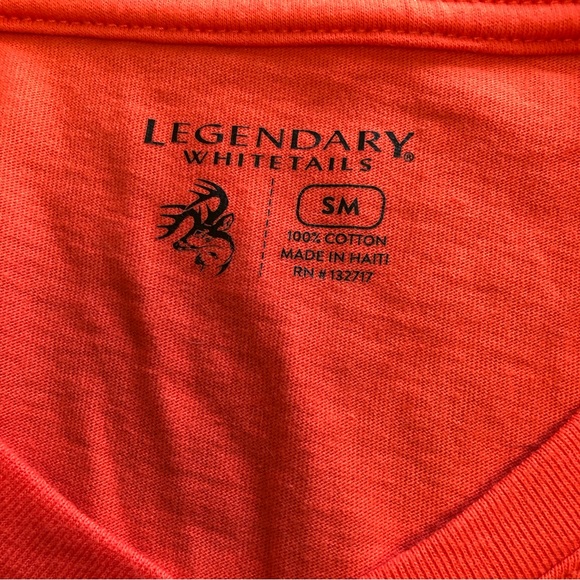 LEGENDARY®
WHITETAILS
SM
100% COTTON
MADE IN HAITI
RN # 132717